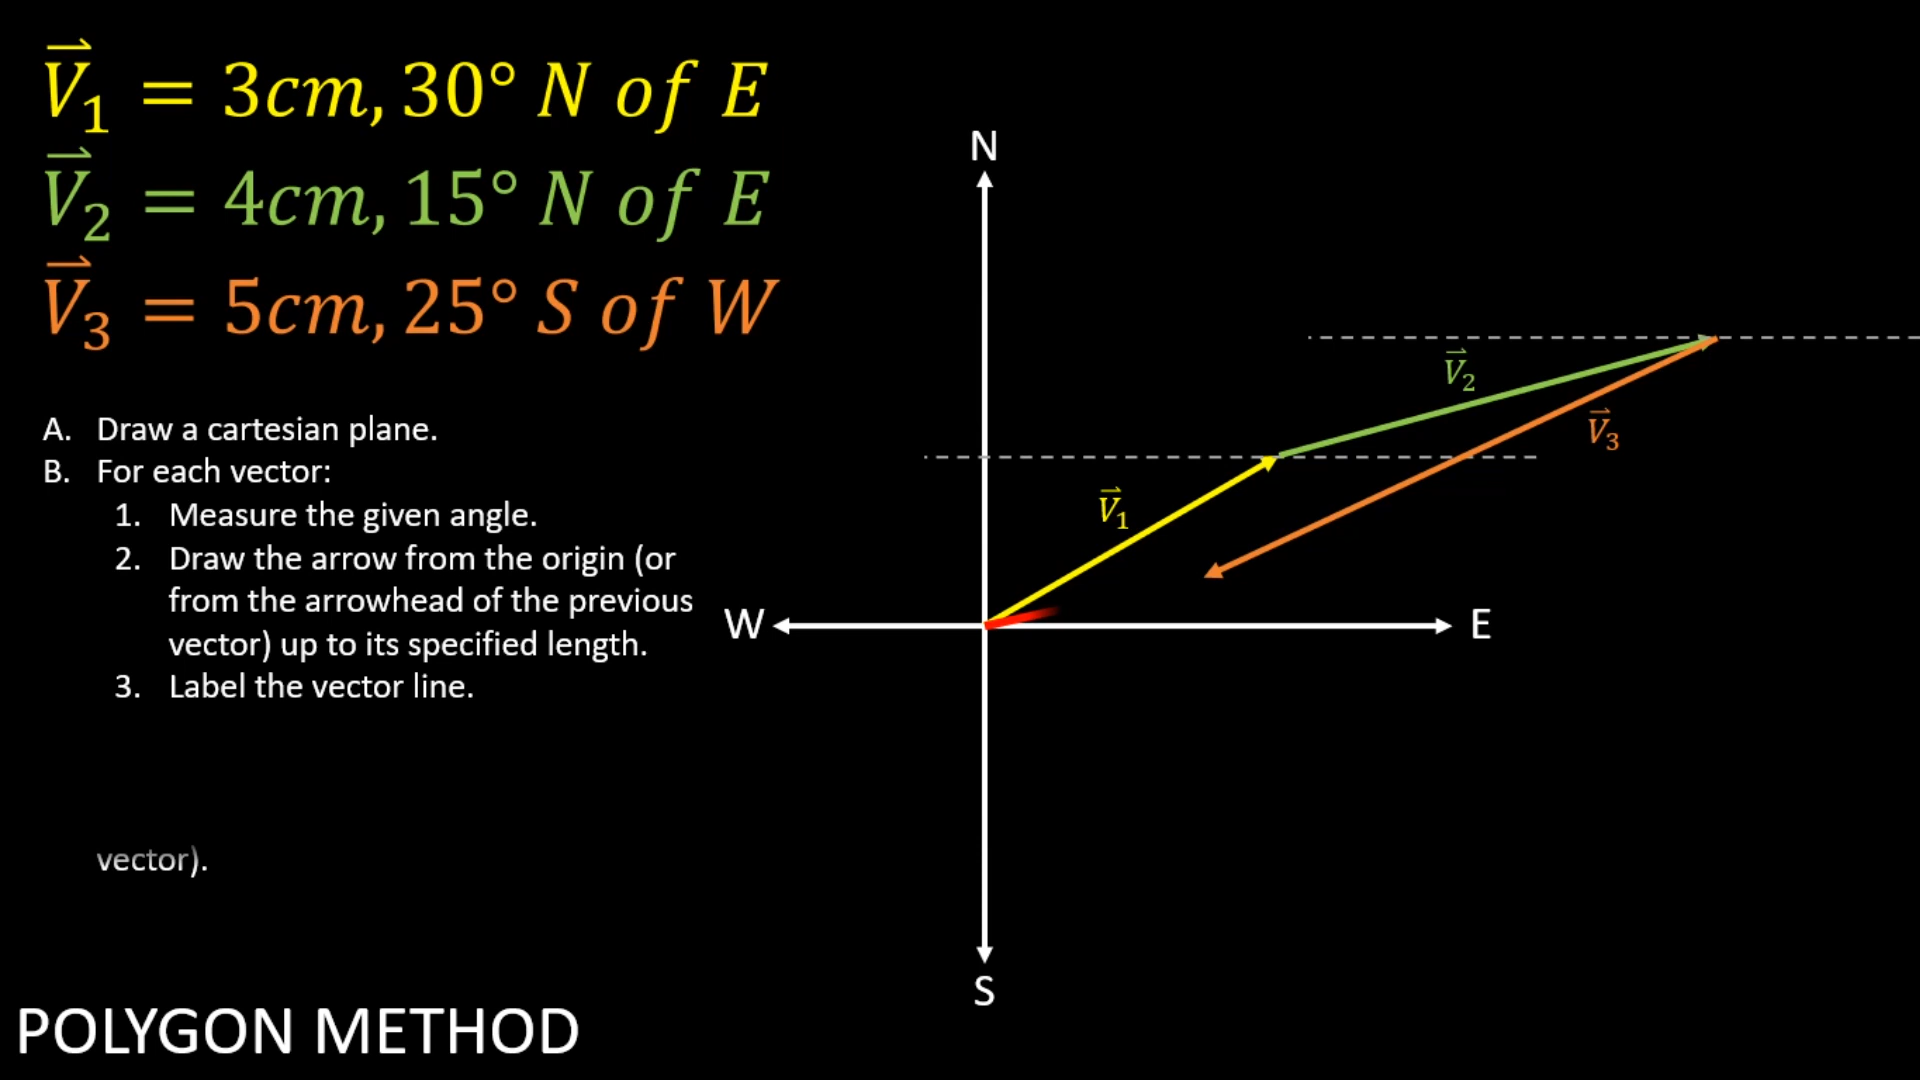 V⃗₁ = 3cm, 30° N of E
V⃗₂ = 4cm, 15° N of E
V⃗₃ = 5cm, 25° S of W
A. Draw a cartesian plane.
B. For each vector:
1. Measure the given angle.
2. Draw the arrow from the origin (or
from the arrowhead of the previous
vector) up to its specified length.
3. Label the vector line.
vector).
POLYGON METHOD
N
V⃗₂
V⃗₃
V⃗₁
W
E
S